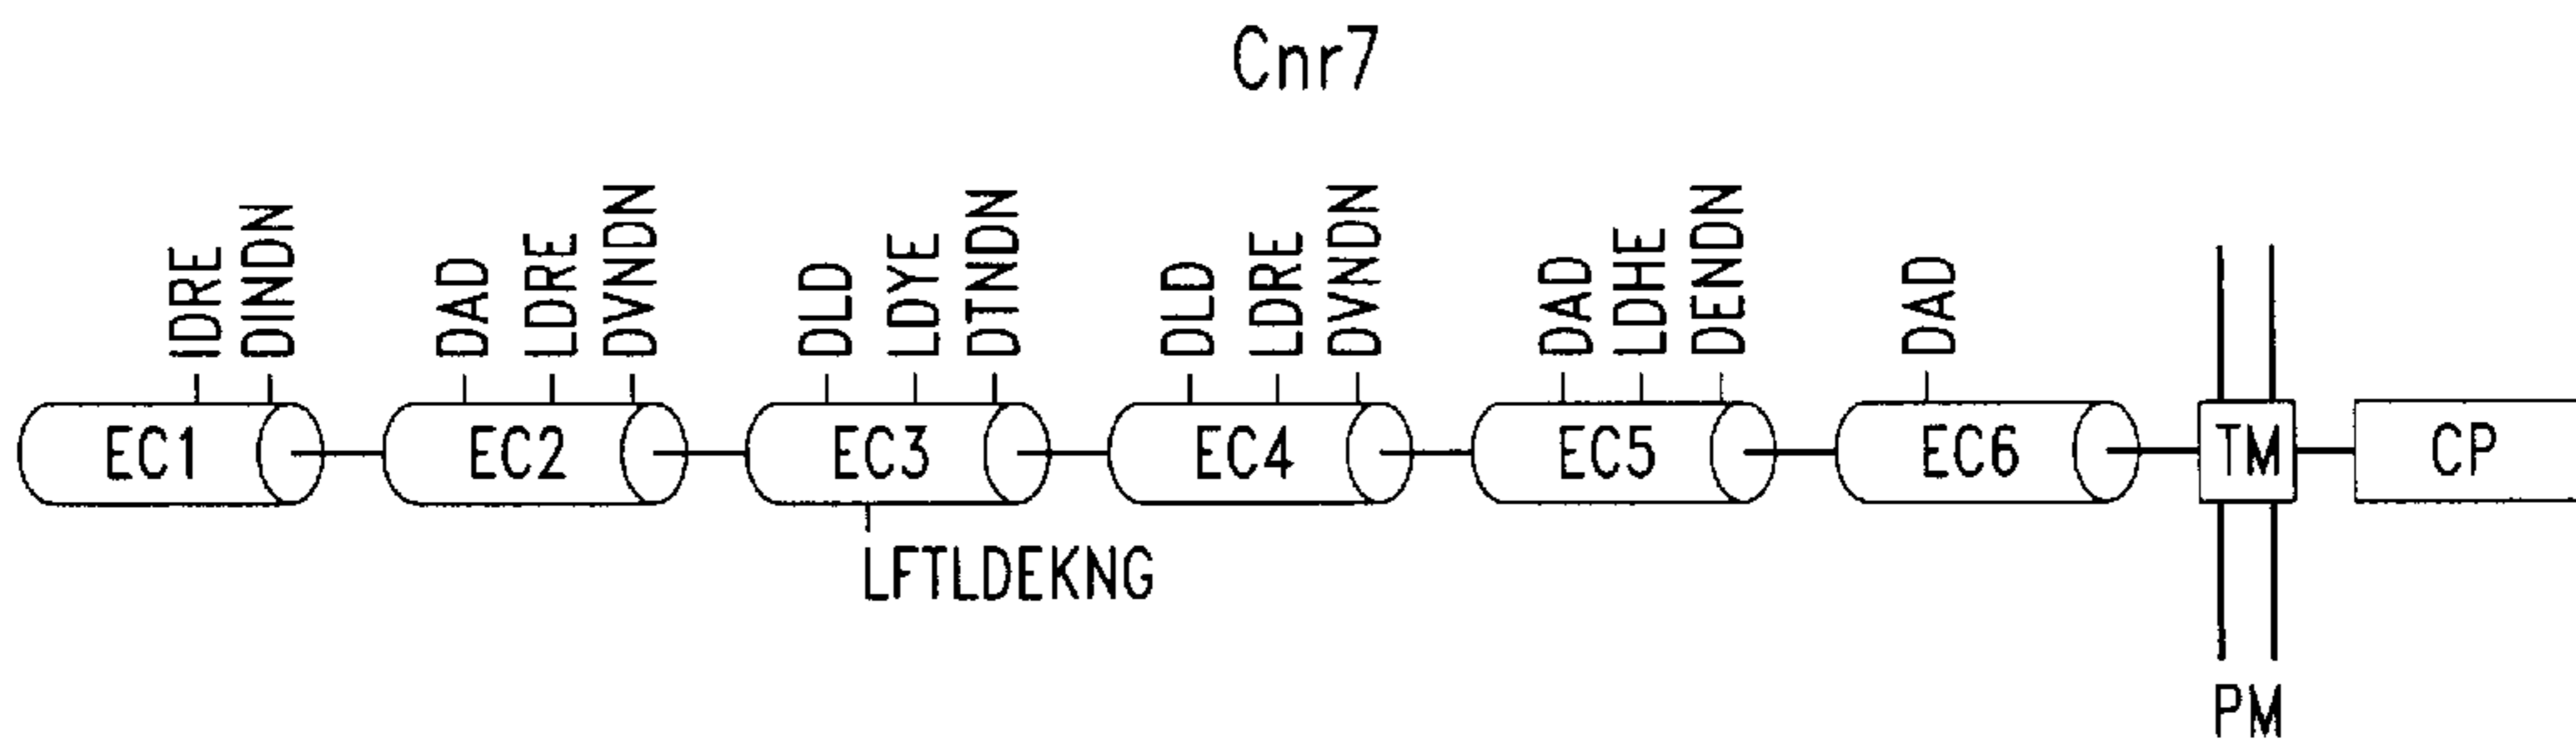 Cnr7
IDRE
DINDN
DAD
LDRE
DVNDN
DLD
LDYE
DTNDN
DLD
LDRE
DVNDN
DAD
LDHE
DENDN
DAD
EC1
EC2
EC3
EC4
EC5
EC6
TM
CP
LFTLDEKNG
PM